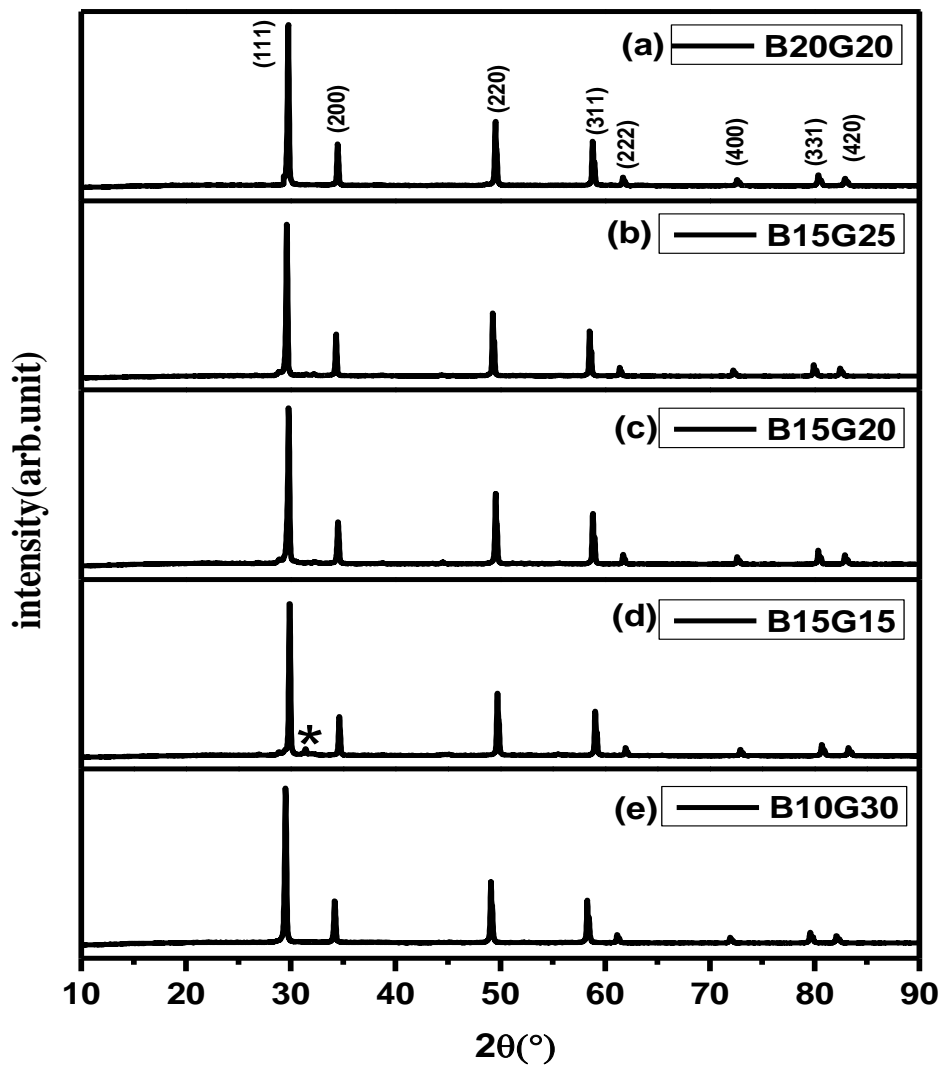 (a) B20G20
(111)
(200)
(220)
(311)
(222)
(400)
(331)
(420)
(b) B15G25
(c) B15G20
(d) B15G15
*
(e) B10G30
intensity(arb.unit)
10 20 30 40 50 60 70 80 90
2θ(°)